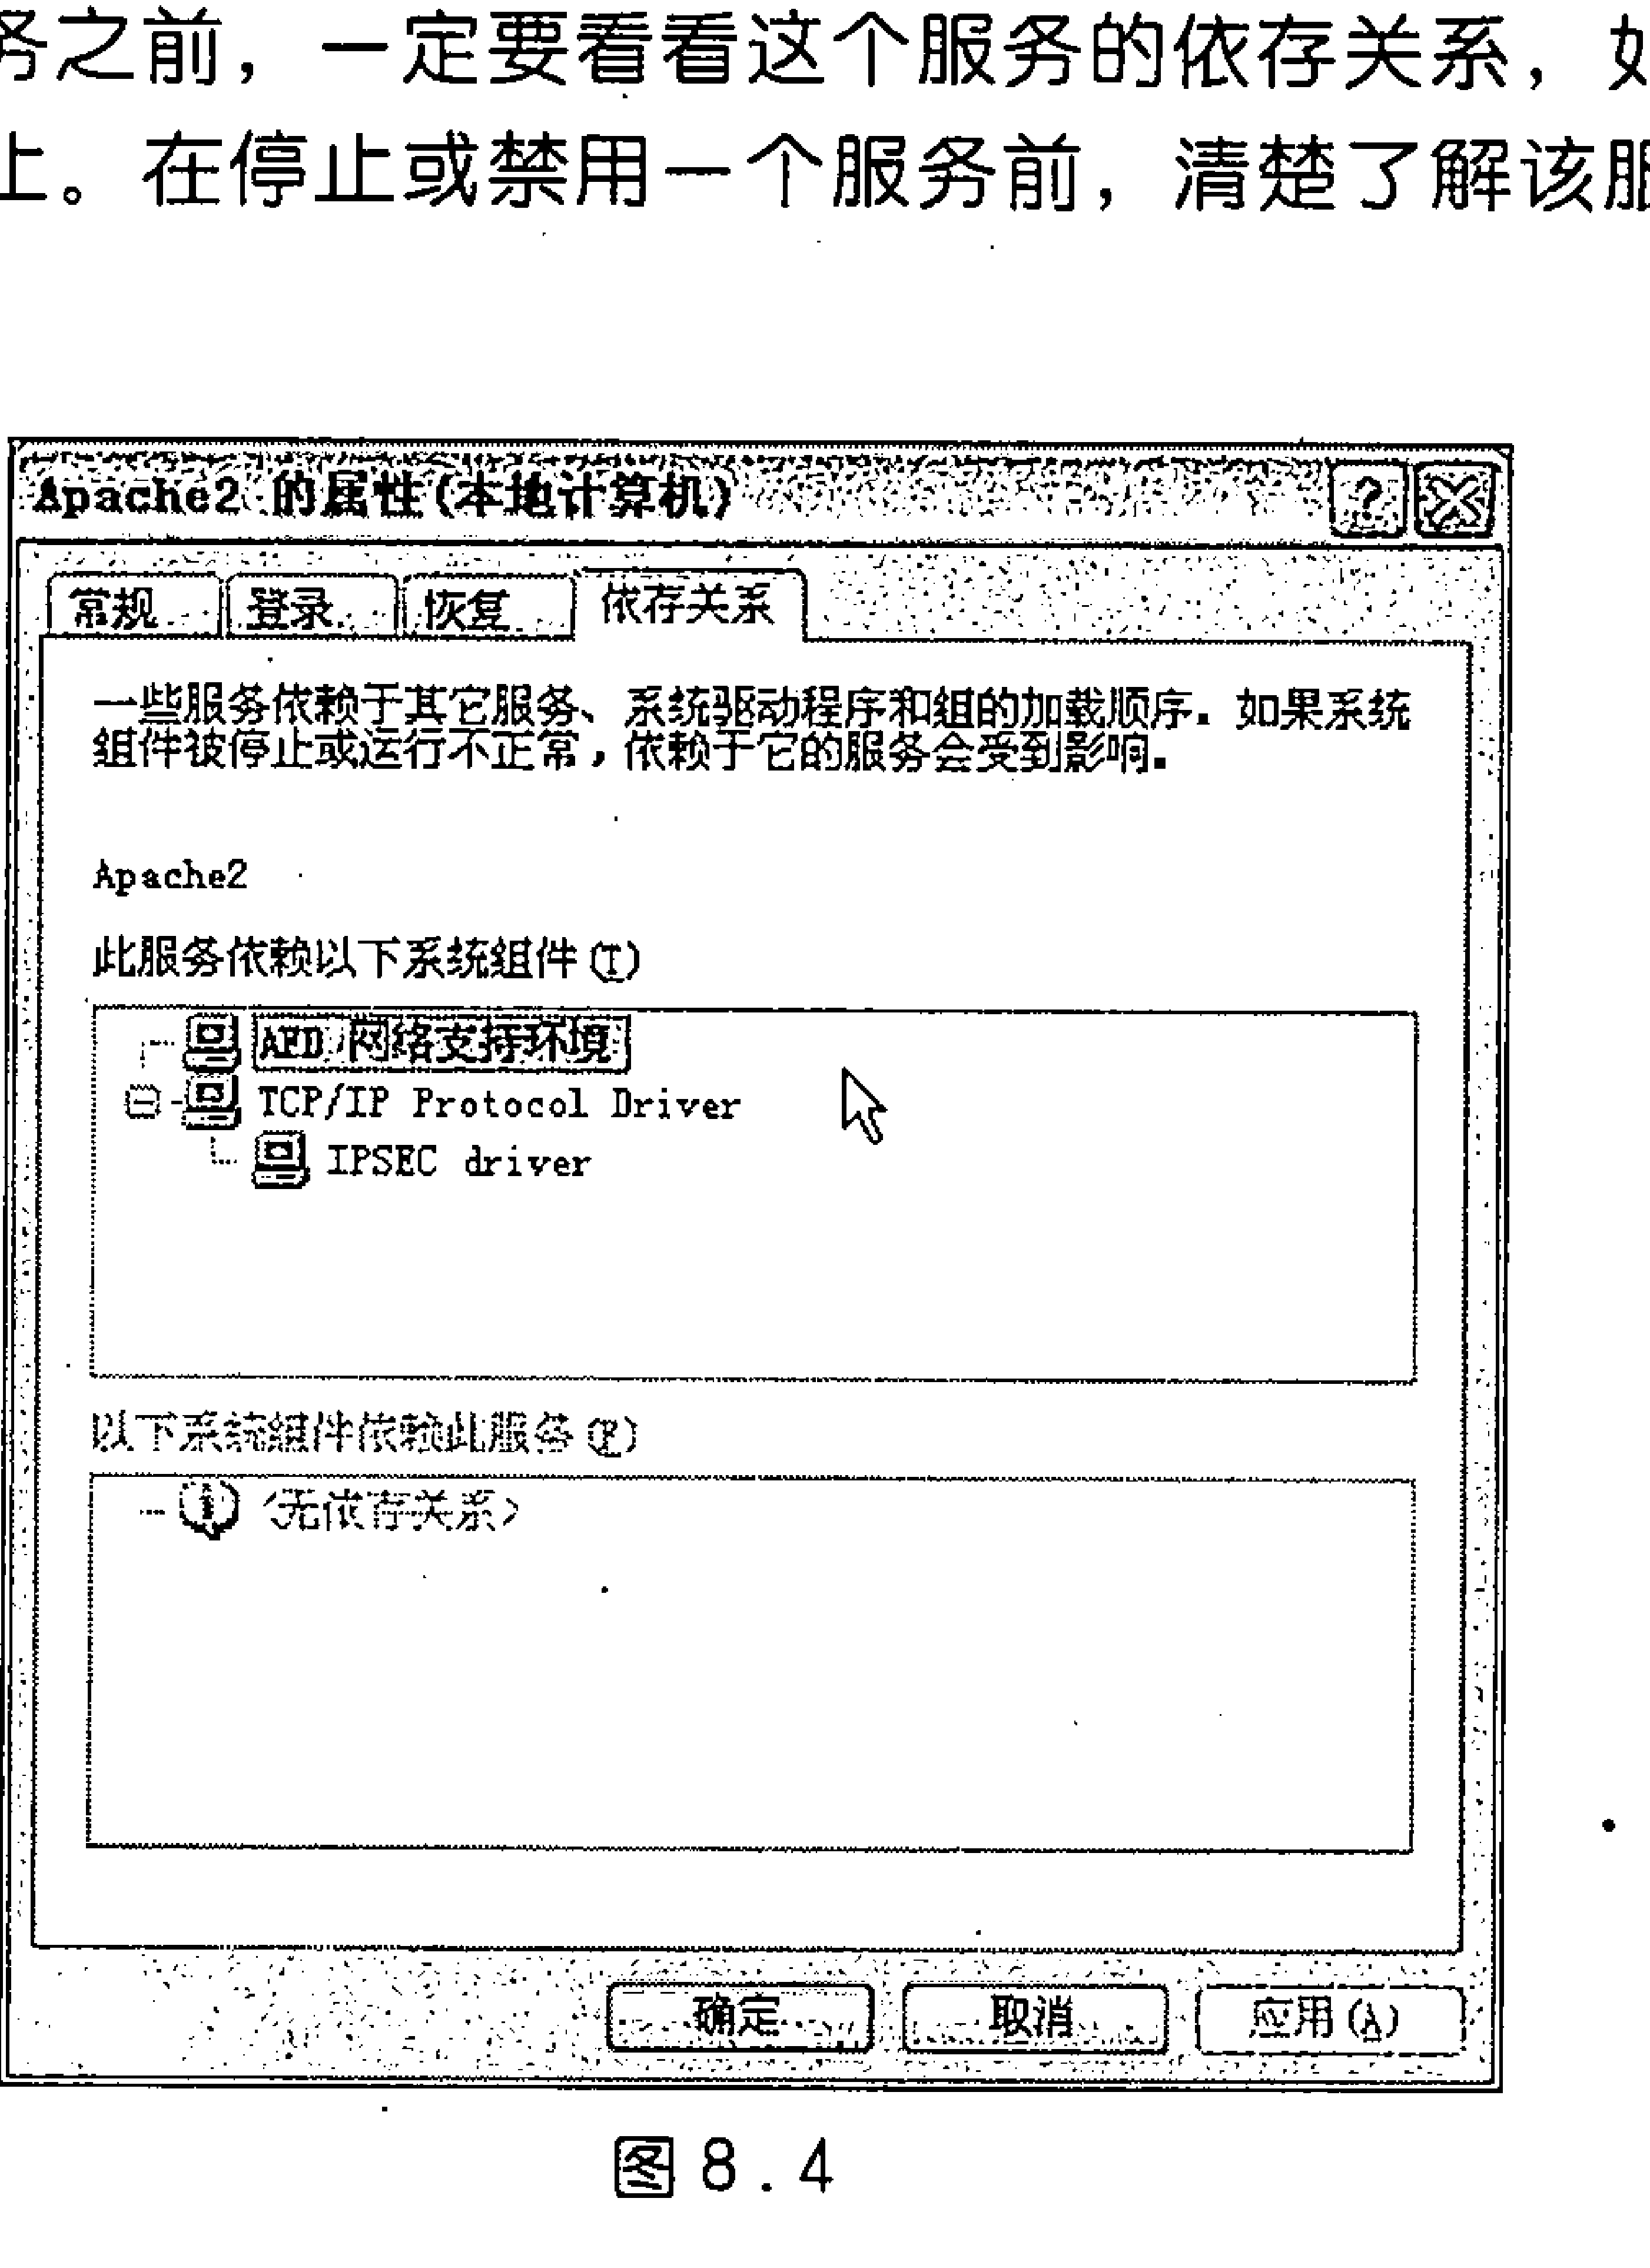 务之前，一定要看看这个服务的依存关系，如
上。在停止或禁用一个服务前，清楚了解该服
Apache2 的属性(本地计算机)
常规 登录 恢复 依存关系
一些服务依赖于其它服务、系统驱动程序和组的加载顺序。如果系统
组件被停止或运行不正常，依赖于它的服务会受到影响。
Apache2
此服务依赖以下系统组件(I)
AFD 网络支持环境
TCP/IP Protocol Driver
IPSEC driver
以下系统组件依赖此服务(F)
<无依存关系>
确定 取消 应用(A)
图 8.4